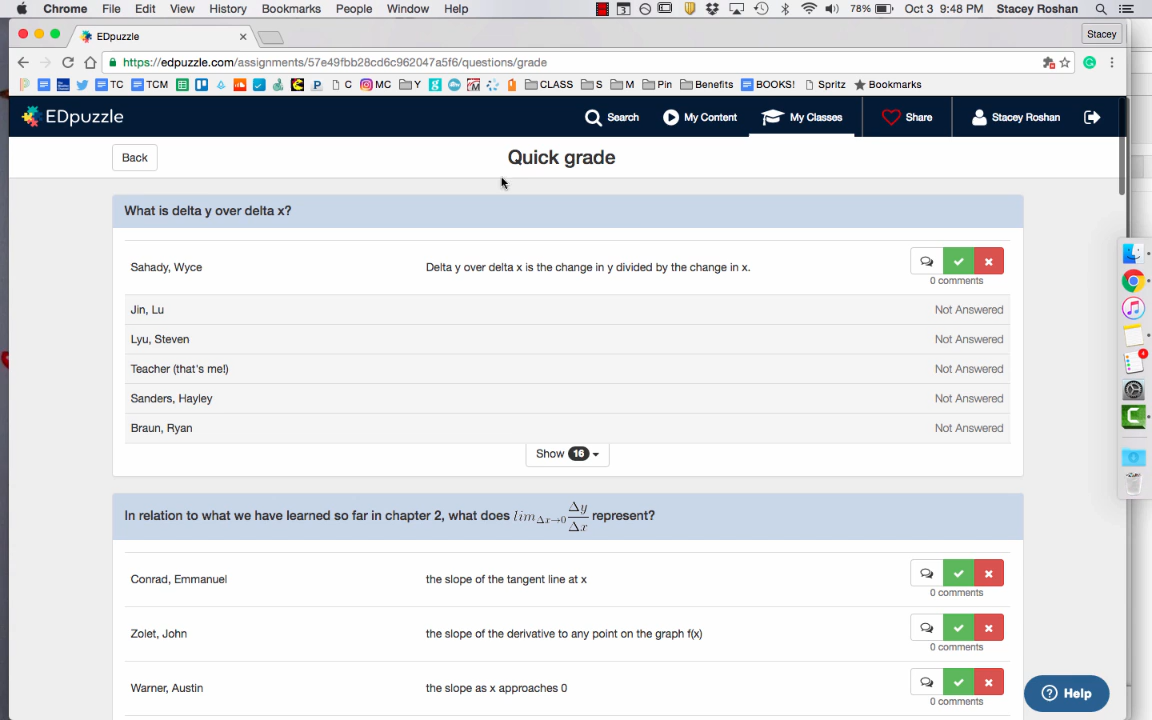 Chrome File Edit View History Bookmarks People Window Help 3 78% Oct 3 9:48 PM Stacey Roshan
EDpuzzle Stacey
https://edpuzzle.com/assignments/57e49fbb28cd6c962047a5f6/questions/grade
TC TCM P C MC Y CLASS S M Pin Benefits BOOKS! Spritz Bookmarks
EDpuzzle Search My Content My Classes Share Stacey Roshan
Back Quick grade
What is delta y over delta x?
Sahady, Wyce Delta y over delta x is the change in y divided by the change in x.
0 comments
Jin, Lu Not Answered
Lyu, Steven Not Answered
Teacher (that's me!) Not Answered
Sanders, Hayley Not Answered
Braun, Ryan Not Answered
Show 16
In relation to what we have learned so far in chapter 2, what does lim Δx→0 Δy/Δx represent?
Conrad, Emmanuel the slope of the tangent line at x
0 comments
Zolet, John the slope of the derivative to any point on the graph f(x)
0 comments
Warner, Austin the slope as x approaches 0
0 comments
Help